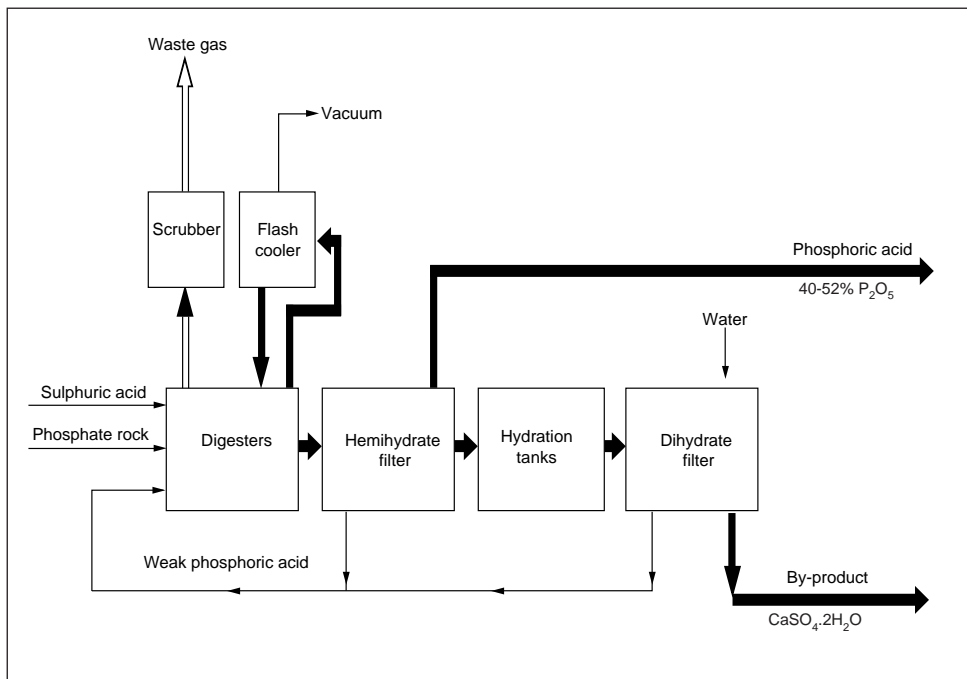 Waste gas
Vacuum
Scrubber
Flash
cooler
Phosphoric acid
40-52% P₂O₅
Water
Sulphuric acid
Phosphate rock
Digesters
Hemihydrate
filter
Hydration
tanks
Dihydrate
filter
Weak phosphoric acid
By-product
CaSO₄.2H₂O